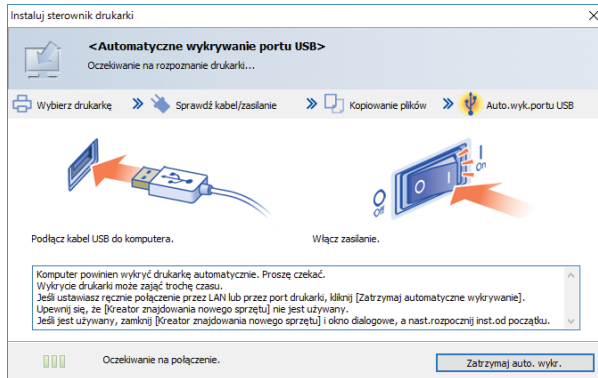 Instaluj sterownik drukarki
<Automatyczne wykrywanie portu USB>
Oczekiwanie na rozpoznanie drukarki...
Wybierz drukarkę
Sprawdź kabel/zasilanie
Kopiowanie plików
Auto.wyk.portu USB
Off
on
Podłącz kabel USB do komputera.
Włącz zasilanie.
Komputer powinien wykryć drukarkę automatycznie. Proszę czekać.
Wykrycie drukarki może zająć trochę czasu.
Jeśli ustawiasz ręcznie połączenie przez LAN lub przez port drukarki, kliknij [Zatrzymaj automatyczne wykrywanie].
Upewnij się, że [Kreator znajdowania nowego sprzętu] nie jest używany.
Jeśli jest używany, zamknij [Kreator znajdowania nowego sprzętu] i okno dialogowe, a nast.rozpocznij inst.od początku.
Oczekiwanie na połączenie.
Zatrzymaj auto. wykr.